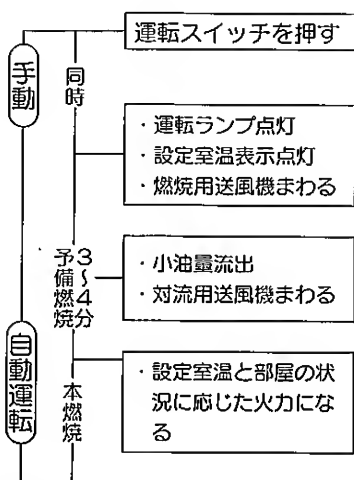 運転スイッチを押す
手動
同時
・運転ランプ点灯
・設定室温表示点灯
・燃焼用送風機まわる
3～4分
予備燃焼
・小油量流出
・対流用送風機まわる
自動運転
本燃焼
・設定室温と部屋の状
況に応じた火力にな
る